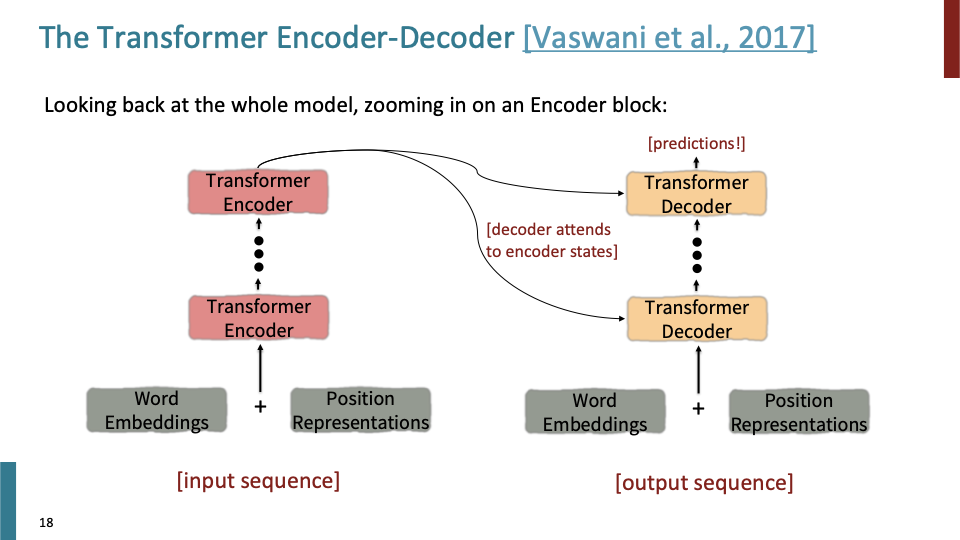 The Transformer Encoder-Decoder [Vaswani et al., 2017]
Looking back at the whole model, zooming in on an Encoder block:
[predictions!]
Transformer
Encoder
Transformer
Decoder
[decoder attends
to encoder states]
Transformer
Encoder
Transformer
Decoder
Word
Embeddings
+
Position
Representations
Word
Embeddings
+
Position
Representations
[input sequence]
[output sequence]
18